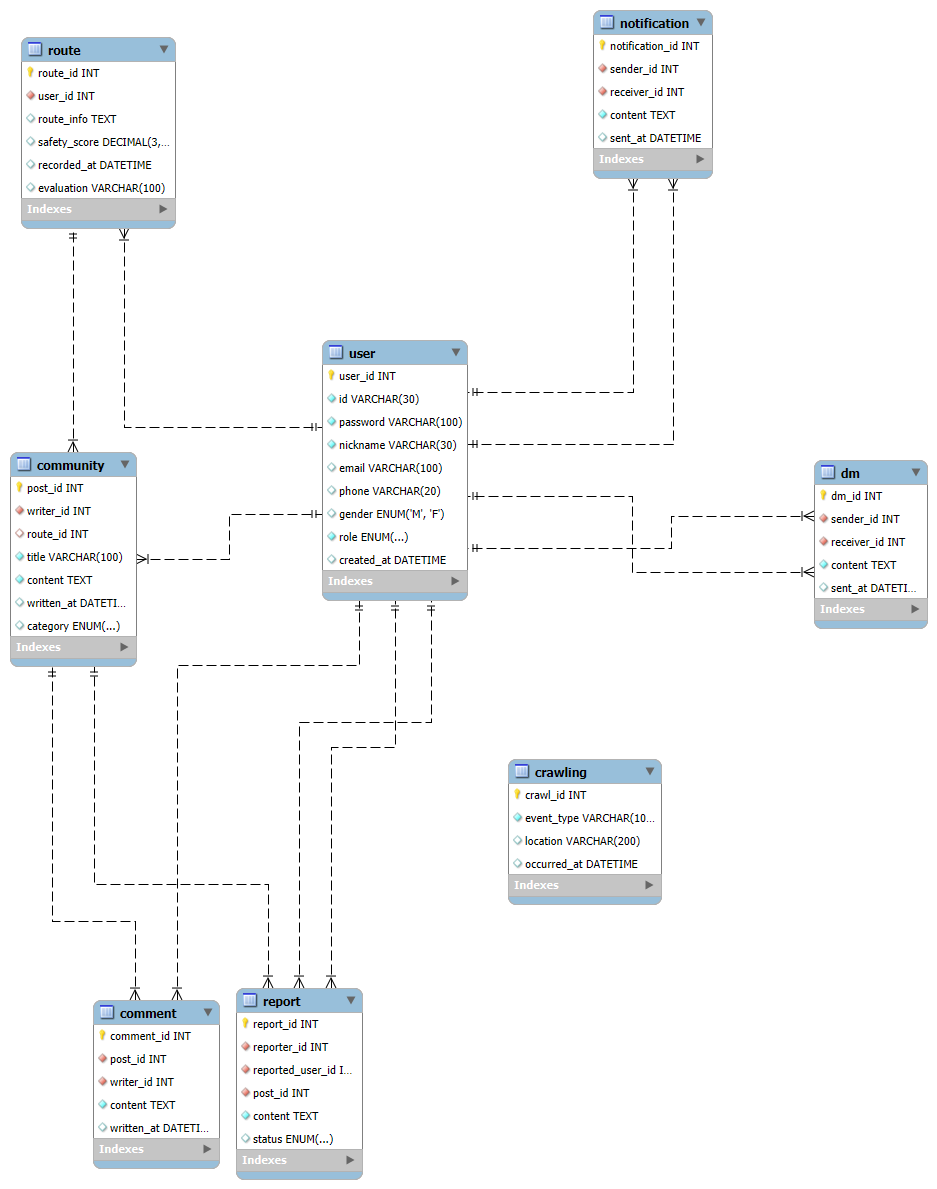 route
route_id INT
user_id INT
route_info TEXT
safety_score DECIMAL(3,...
recorded_at DATETIME
evaluation VARCHAR(100)
Indexes
notification
notification_id INT
sender_id INT
receiver_id INT
content TEXT
sent_at DATETIME
Indexes
user
user_id INT
id VARCHAR(30)
password VARCHAR(100)
nickname VARCHAR(30)
email VARCHAR(100)
phone VARCHAR(20)
gender ENUM('M', 'F')
role ENUM(...)
created_at DATETIME
Indexes
community
post_id INT
writer_id INT
route_id INT
title VARCHAR(100)
content TEXT
written_at DATETI...
category ENUM(...)
Indexes
dm
dm_id INT
sender_id INT
receiver_id INT
content TEXT
sent_at DATETI...
Indexes
crawling
crawl_id INT
event_type VARCHAR(10...
location VARCHAR(200)
occurred_at DATETIME
Indexes
comment
comment_id INT
post_id INT
writer_id INT
content TEXT
written_at DATETI...
Indexes
report
report_id INT
reporter_id INT
reported_user_id I...
post_id INT
content TEXT
status ENUM(...)
Indexes